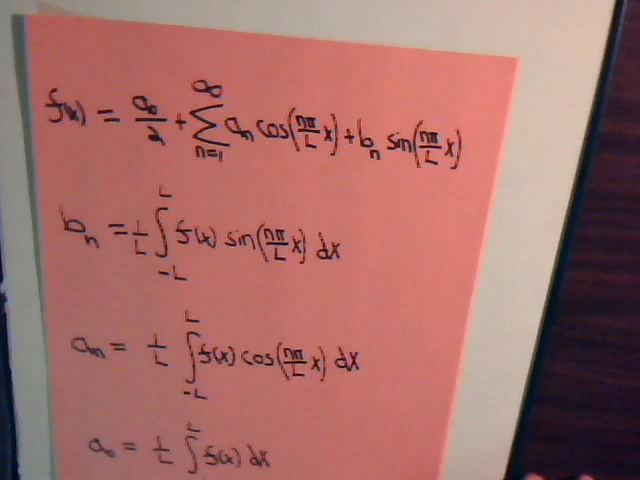 f(x) = a₀/2 + ∑_{n=1}^{∞} aₙ cos(nπ/L x) + bₙ sin(nπ/L x)
bₙ = 1/L ∫_{-L}^{L} f(x) sin(nπ/L x) dx
aₙ = 1/L ∫_{-L}^{L} f(x) cos(nπ/L x) dx
a₀ = 1/L ∫^{L} f(x) dx